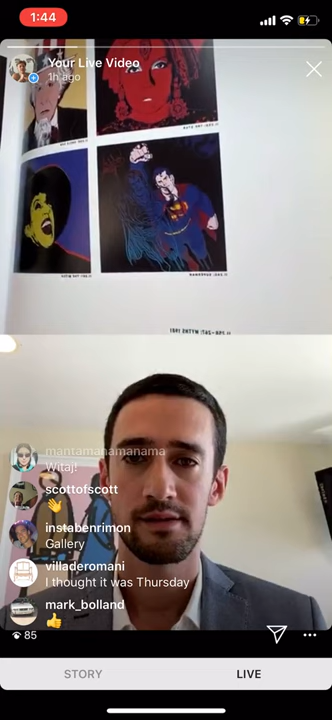 1:44
Your Live Video
1h ago
mantamanamanama
Witaj!
scottofscott
👋
instabenrimon
Gallery
villaderomani
I thought it was Thursday
mark_bolland
👍
85
STORY
LIVE